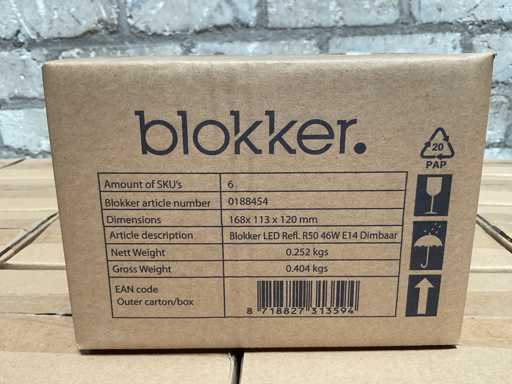 blokker.
20
PAP
Amount of SKU's 6
Blokker article number 0188454
Dimensions 168x 113 x 120 mm
Article description Blokker LED Refl. R50 46W E14 Dimbaar
Nett Weight 0.252 kgs
Gross Weight 0.404 kgs
EAN code
Outer carton/box
8 718827 313594